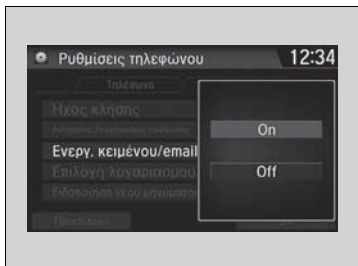 Ρυθμίσεις τηλεφώνου 12:34
Τηλέφωνο
Ήχος κλήσης
Ενεργ. κειμένου/email
Επιλογή λογαριασμού
Ειδοποίηση νέου μηνύματος
On
Off